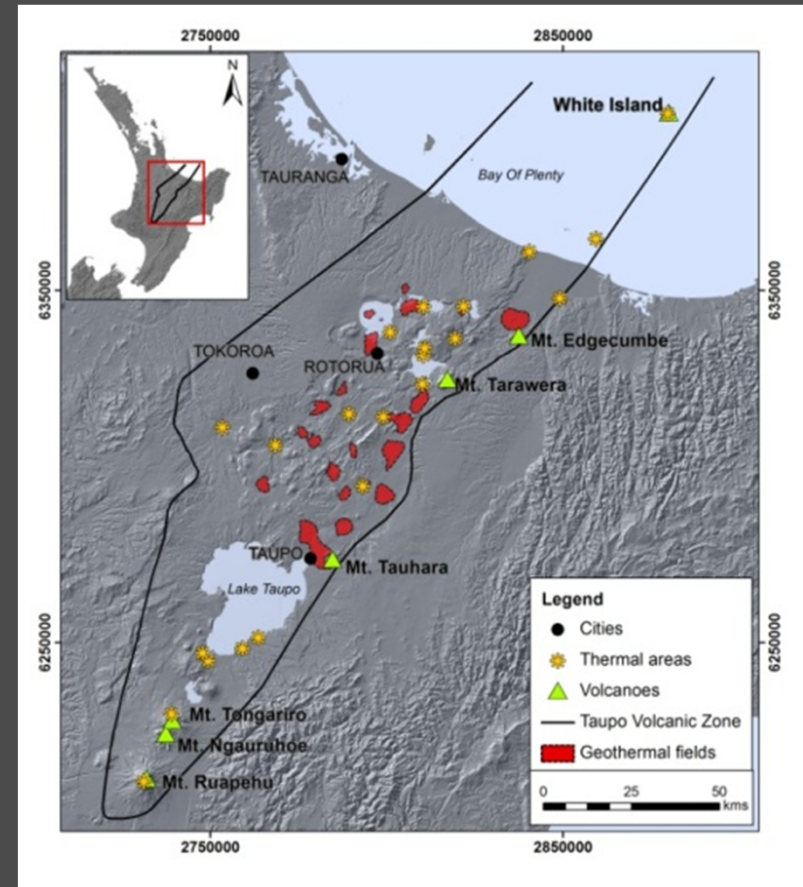 2750000
2850000
N
White Island
TAURANGA
Bay Of Plenty
6350000
6350000
Mt. Edgecumbe
TOKOROA
ROTORUA
Mt. Tarawera
TAUPO
Mt. Tauhara
Lake Taupo
6250000
6250000
Mt. Tongariro
Mt. Ngauruhoe
Mt. Ruapehu
Legend
Cities
Thermal areas
Volcanoes
Taupo Volcanic Zone
Geothermal fields
0 25 50
kms
2750000
2850000